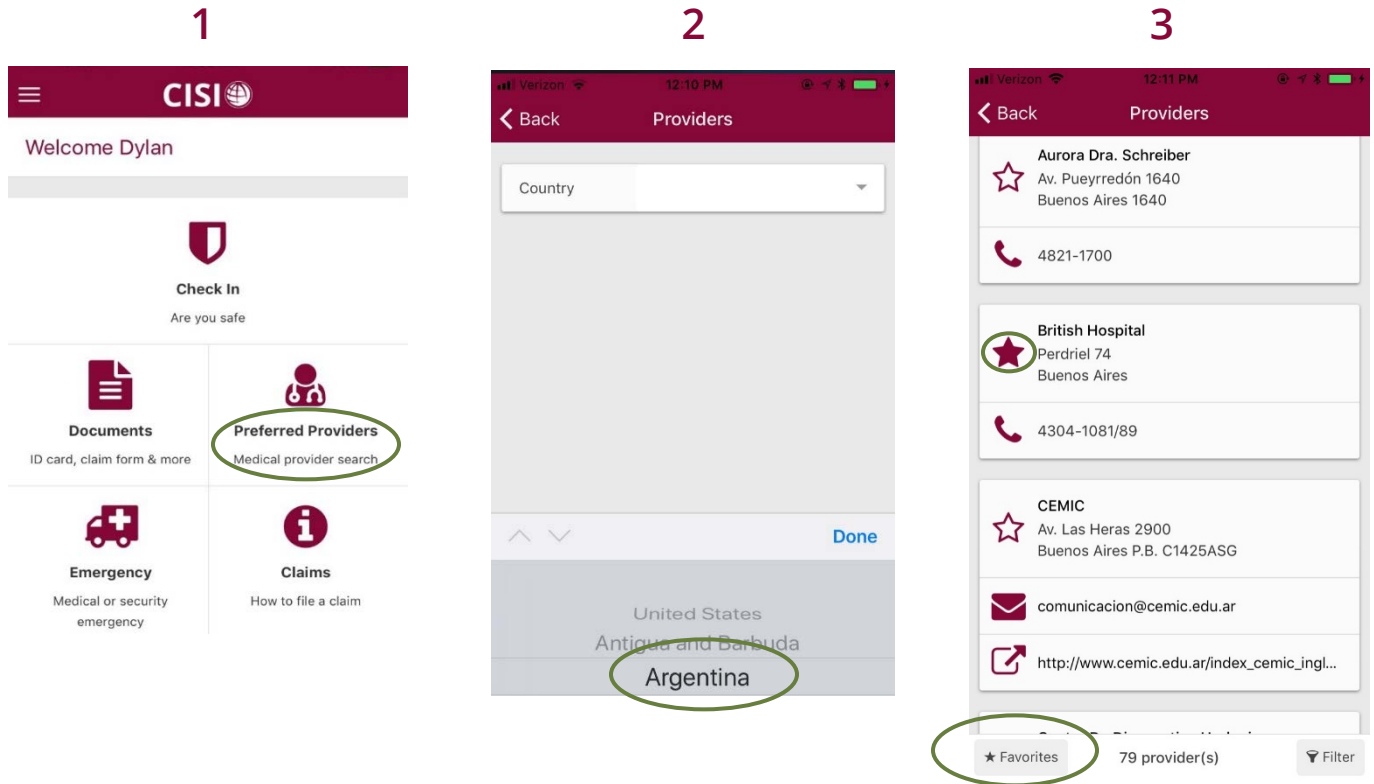 1
CISI
Welcome Dylan
Check In
Are you safe
Documents
ID card, claim form & more
Preferred Providers
Medical provider search
Emergency
Medical or security
emergency
Claims
How to file a claim
2
Verizon 12:10 PM
Back Providers
Country
Done
United States
Antigua and Barbuda
Argentina
3
Verizon 12:11 PM
Back Providers
Aurora Dra. Schreiber
Av. Pueyrredón 1640
Buenos Aires 1640
4821-1700
British Hospital
Perdriel 74
Buenos Aires
4304-1081/89
CEMIC
Av. Las Heras 2900
Buenos Aires P.B. C1425ASG
comunicacion@cemic.edu.ar
http://www.cemic.edu.ar/index_cemic_ingl...
★ Favorites 79 provider(s) Filter